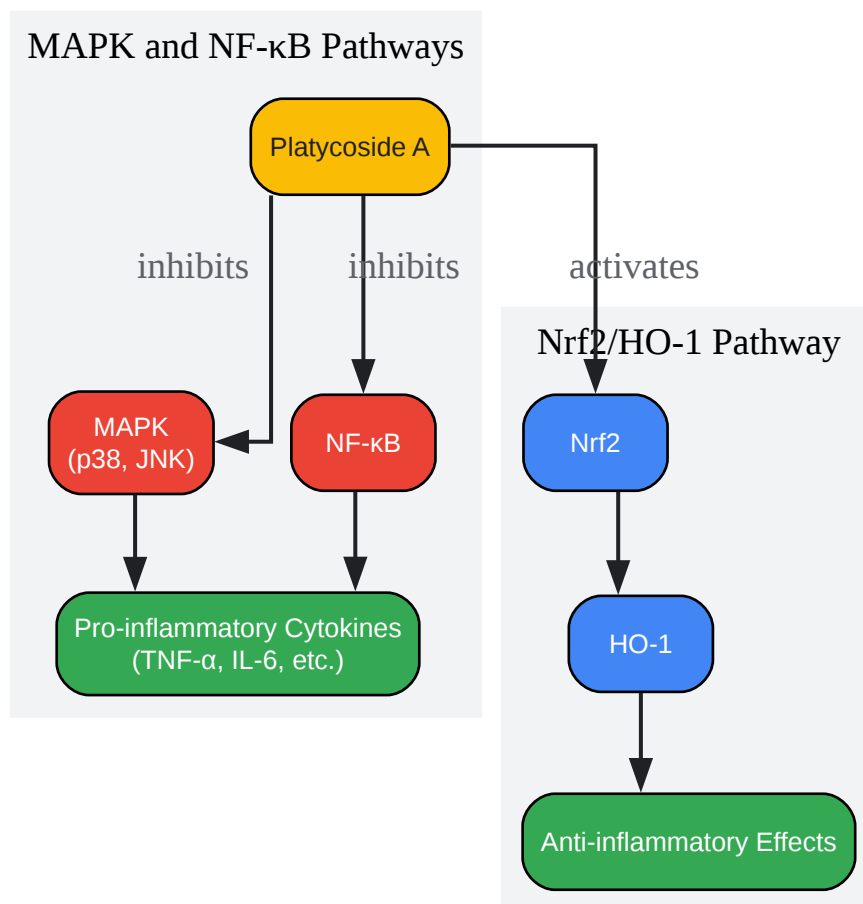 MAPK and NF-κB Pathways
Platycoside A
inhibits
inhibits
activates
Nrf2/HO-1 Pathway
MAPK
(p38, JNK)
NF-κB
Nrf2
Pro-inflammatory Cytokines
(TNF-α, IL-6, etc.)
HO-1
Anti-inflammatory Effects